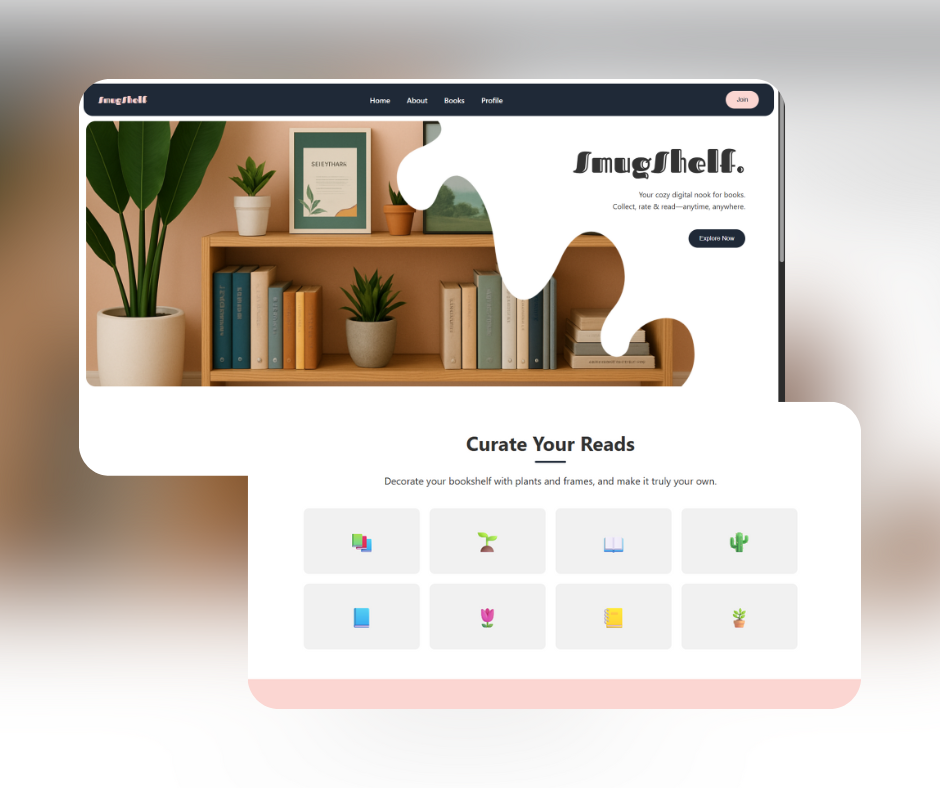 SmugShelf
Home About Books Profile
Join
SmugShelf.
Your cozy digital nook for books.
Collect, rate & read—anytime, anywhere.
Explore Now
Curate Your Reads
Decorate your bookshelf with plants and frames, and make it truly your own.